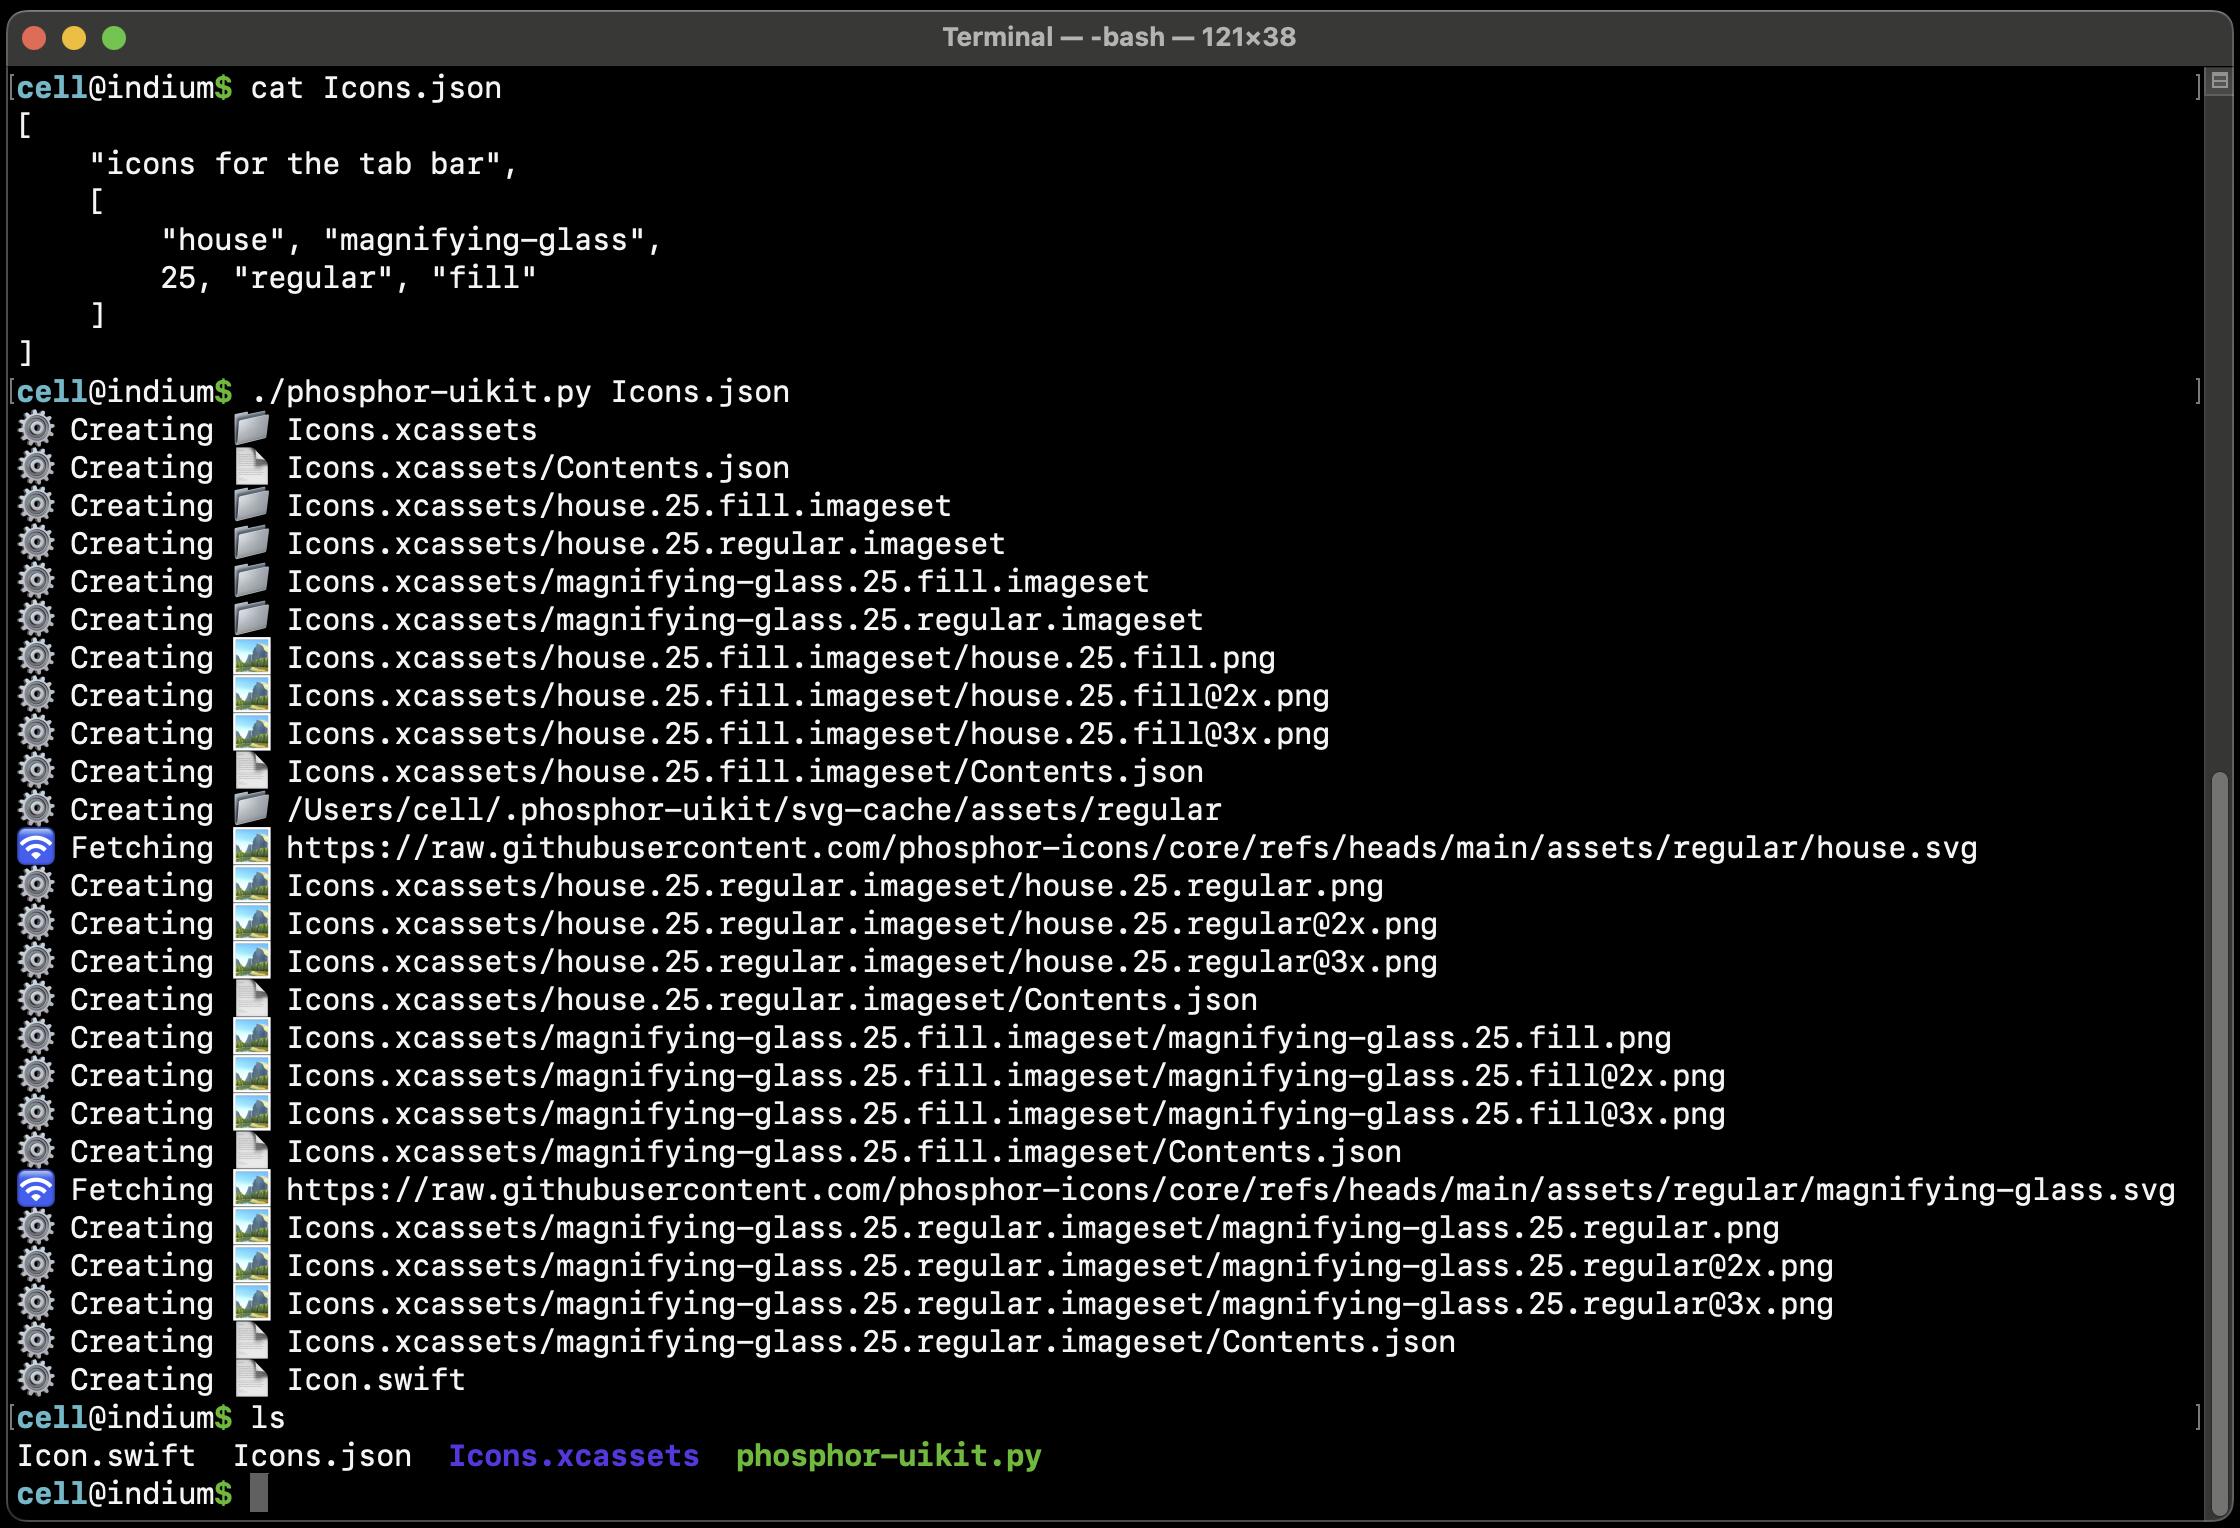 Terminal — -bash — 121×38
cell@indium$ cat Icons.json
[
    "icons for the tab bar",
    [
        "house", "magnifying-glass",
        25, "regular", "fill"
    ]
]
cell@indium$ ./phosphor-uikit.py Icons.json
Creating Icons.xcassets
Creating Icons.xcassets/Contents.json
Creating Icons.xcassets/house.25.fill.imageset
Creating Icons.xcassets/house.25.regular.imageset
Creating Icons.xcassets/magnifying-glass.25.fill.imageset
Creating Icons.xcassets/magnifying-glass.25.regular.imageset
Creating Icons.xcassets/house.25.fill.imageset/house.25.fill.png
Creating Icons.xcassets/house.25.fill.imageset/house.25.fill@2x.png
Creating Icons.xcassets/house.25.fill.imageset/house.25.fill@3x.png
Creating Icons.xcassets/house.25.fill.imageset/Contents.json
Creating /Users/cell/.phosphor-uikit/svg-cache/assets/regular
Fetching https://raw.githubusercontent.com/phosphor-icons/core/refs/heads/main/assets/regular/house.svg
Creating Icons.xcassets/house.25.regular.imageset/house.25.regular.png
Creating Icons.xcassets/house.25.regular.imageset/house.25.regular@2x.png
Creating Icons.xcassets/house.25.regular.imageset/house.25.regular@3x.png
Creating Icons.xcassets/house.25.regular.imageset/Contents.json
Creating Icons.xcassets/magnifying-glass.25.fill.imageset/magnifying-glass.25.fill.png
Creating Icons.xcassets/magnifying-glass.25.fill.imageset/magnifying-glass.25.fill@2x.png
Creating Icons.xcassets/magnifying-glass.25.fill.imageset/magnifying-glass.25.fill@3x.png
Creating Icons.xcassets/magnifying-glass.25.fill.imageset/Contents.json
Fetching https://raw.githubusercontent.com/phosphor-icons/core/refs/heads/main/assets/regular/magnifying-glass.svg
Creating Icons.xcassets/magnifying-glass.25.regular.imageset/magnifying-glass.25.regular.png
Creating Icons.xcassets/magnifying-glass.25.regular.imageset/magnifying-glass.25.regular@2x.png
Creating Icons.xcassets/magnifying-glass.25.regular.imageset/magnifying-glass.25.regular@3x.png
Creating Icons.xcassets/magnifying-glass.25.regular.imageset/Contents.json
Creating Icon.swift
cell@indium$ ls
Icon.swift  Icons.json  Icons.xcassets  phosphor-uikit.py
cell@indium$